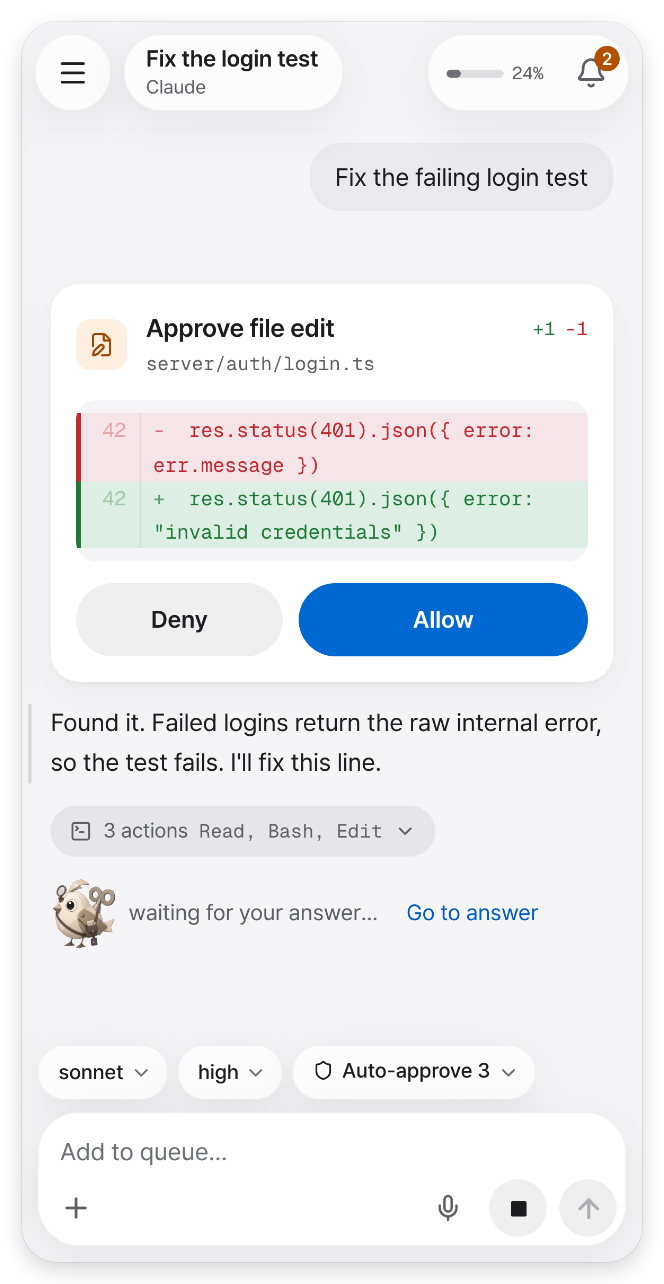 Fix the login test
Claude
24%
2
Fix the failing login test
Approve file edit
+1 -1
server/auth/login.ts
42 - res.status(401).json({ error:
err.message })
42 + res.status(401).json({ error:
"invalid credentials" })
Deny
Allow
Found it. Failed logins return the raw internal error,
so the test fails. I'll fix this line.
3 actions Read, Bash, Edit
waiting for your answer...
Go to answer
sonnet
high
Auto-approve 3
Add to queue...